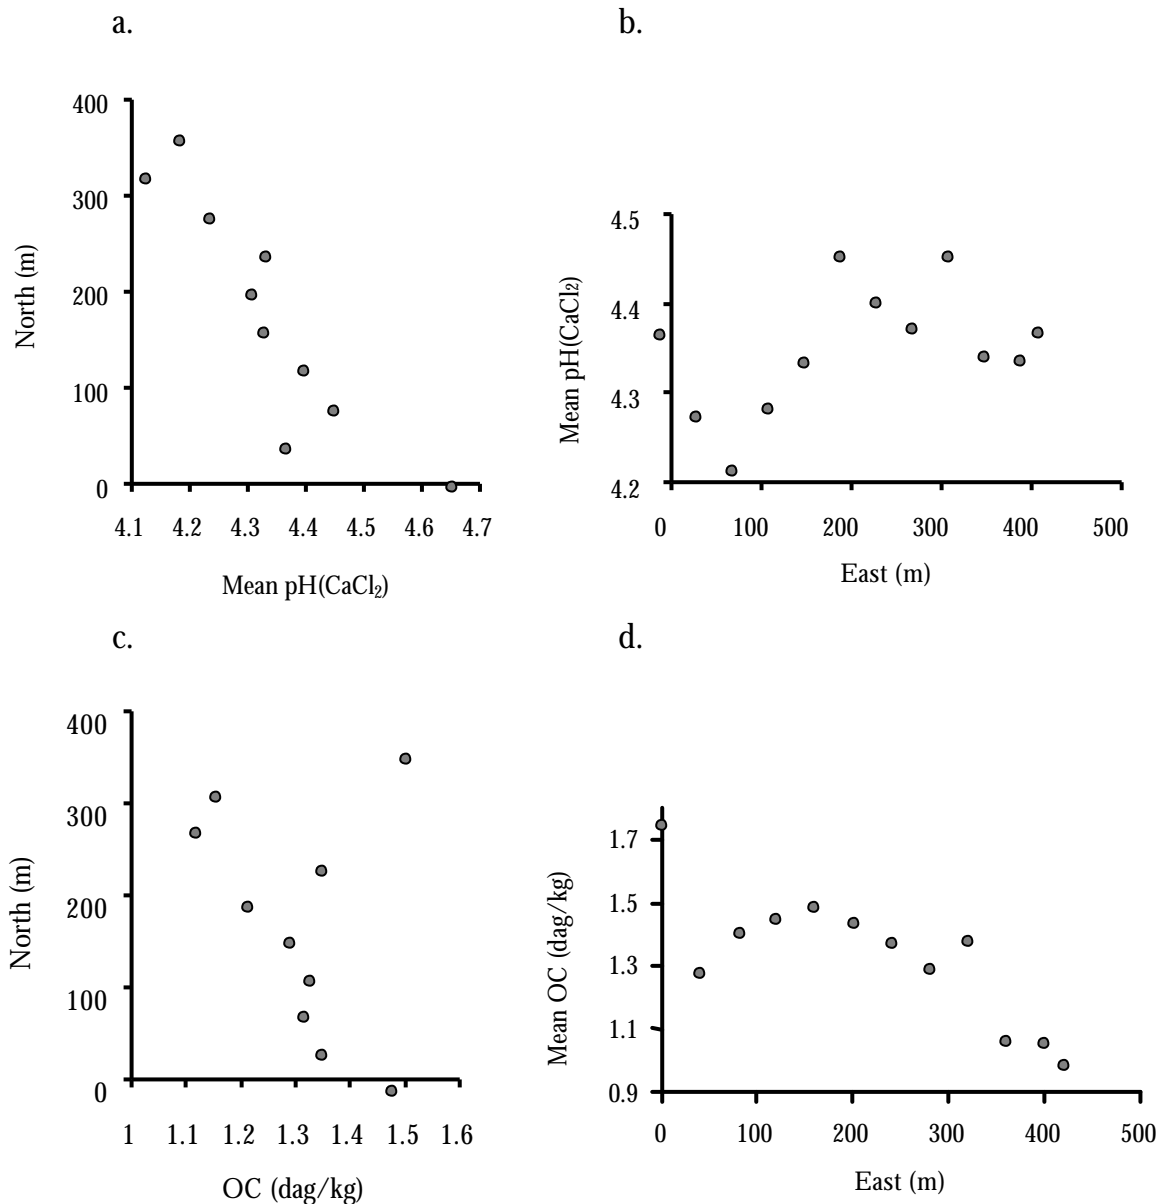 a.
400
300
200
100
0
North (m)
4.1 4.2 4.3 4.4 4.5 4.6 4.7
Mean pH(CaCl₂)
b.
4.5
4.4
4.3
4.2
Mean pH(CaCl₂)
0 100 200 300 400 500
East (m)
c.
400
300
200
100
0
North (m)
1 1.1 1.2 1.3 1.4 1.5 1.6
OC (dag/kg)
d.
1.7
1.5
1.3
1.1
0.9
Mean OC (dag/kg)
0 100 200 300 400 500
East (m)